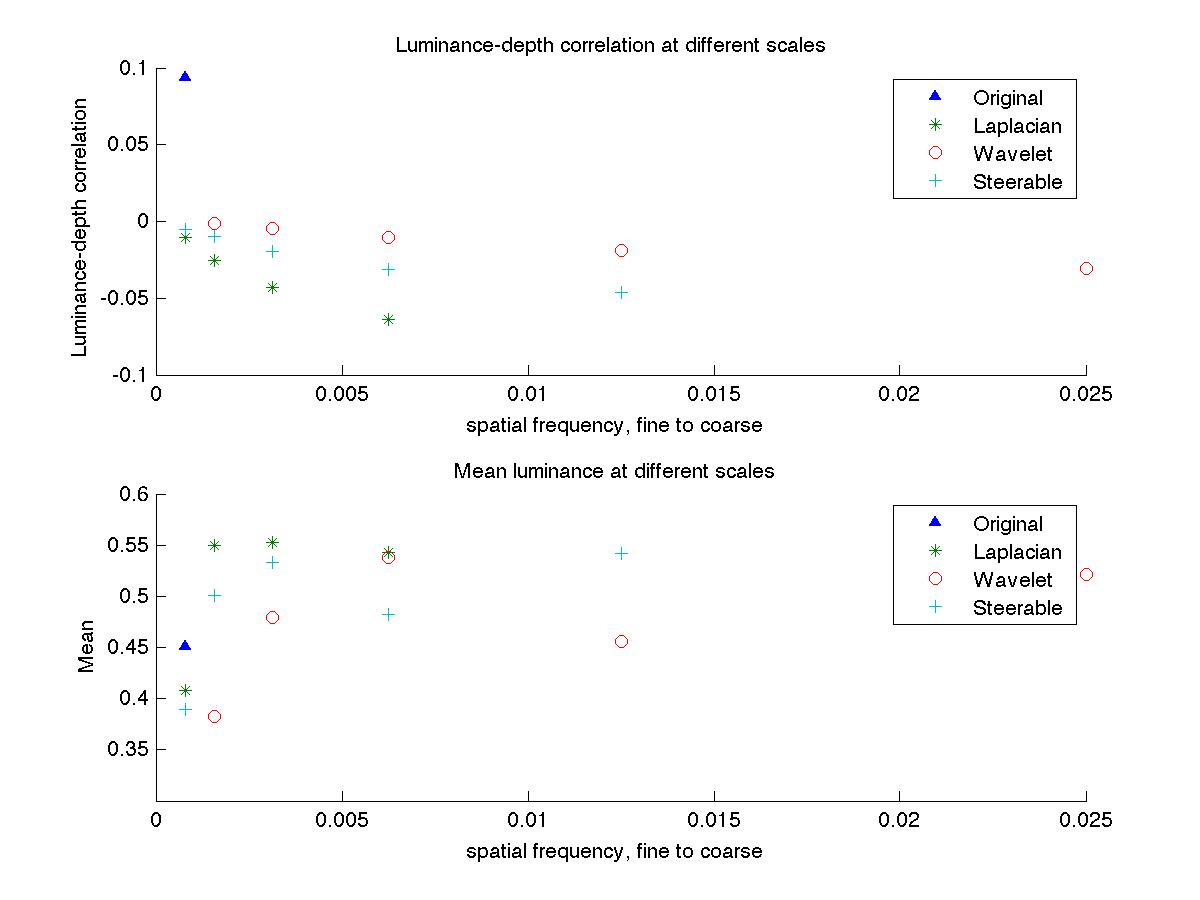 Luminance-depth correlation at different scales
0.1
0.05
0
-0.05
-0.1
Luminance-depth correlation
Original
Laplacian
Wavelet
Steerable
0 0.005 0.01 0.015 0.02 0.025
spatial frequency, fine to coarse
Mean luminance at different scales
0.6
0.55
0.5
0.45
0.4
0.35
Mean
Original
Laplacian
Wavelet
Steerable
0 0.005 0.01 0.015 0.02 0.025
spatial frequency, fine to coarse